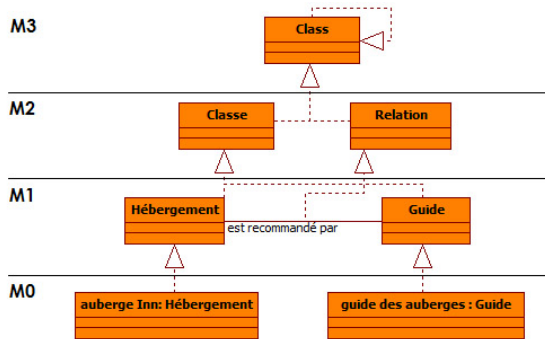 M3
Class
M2
Classe
Relation
M1
Hébergement
est recommandé par
Guide
M0
auberge Inn: Hébergement
guide des auberges : Guide